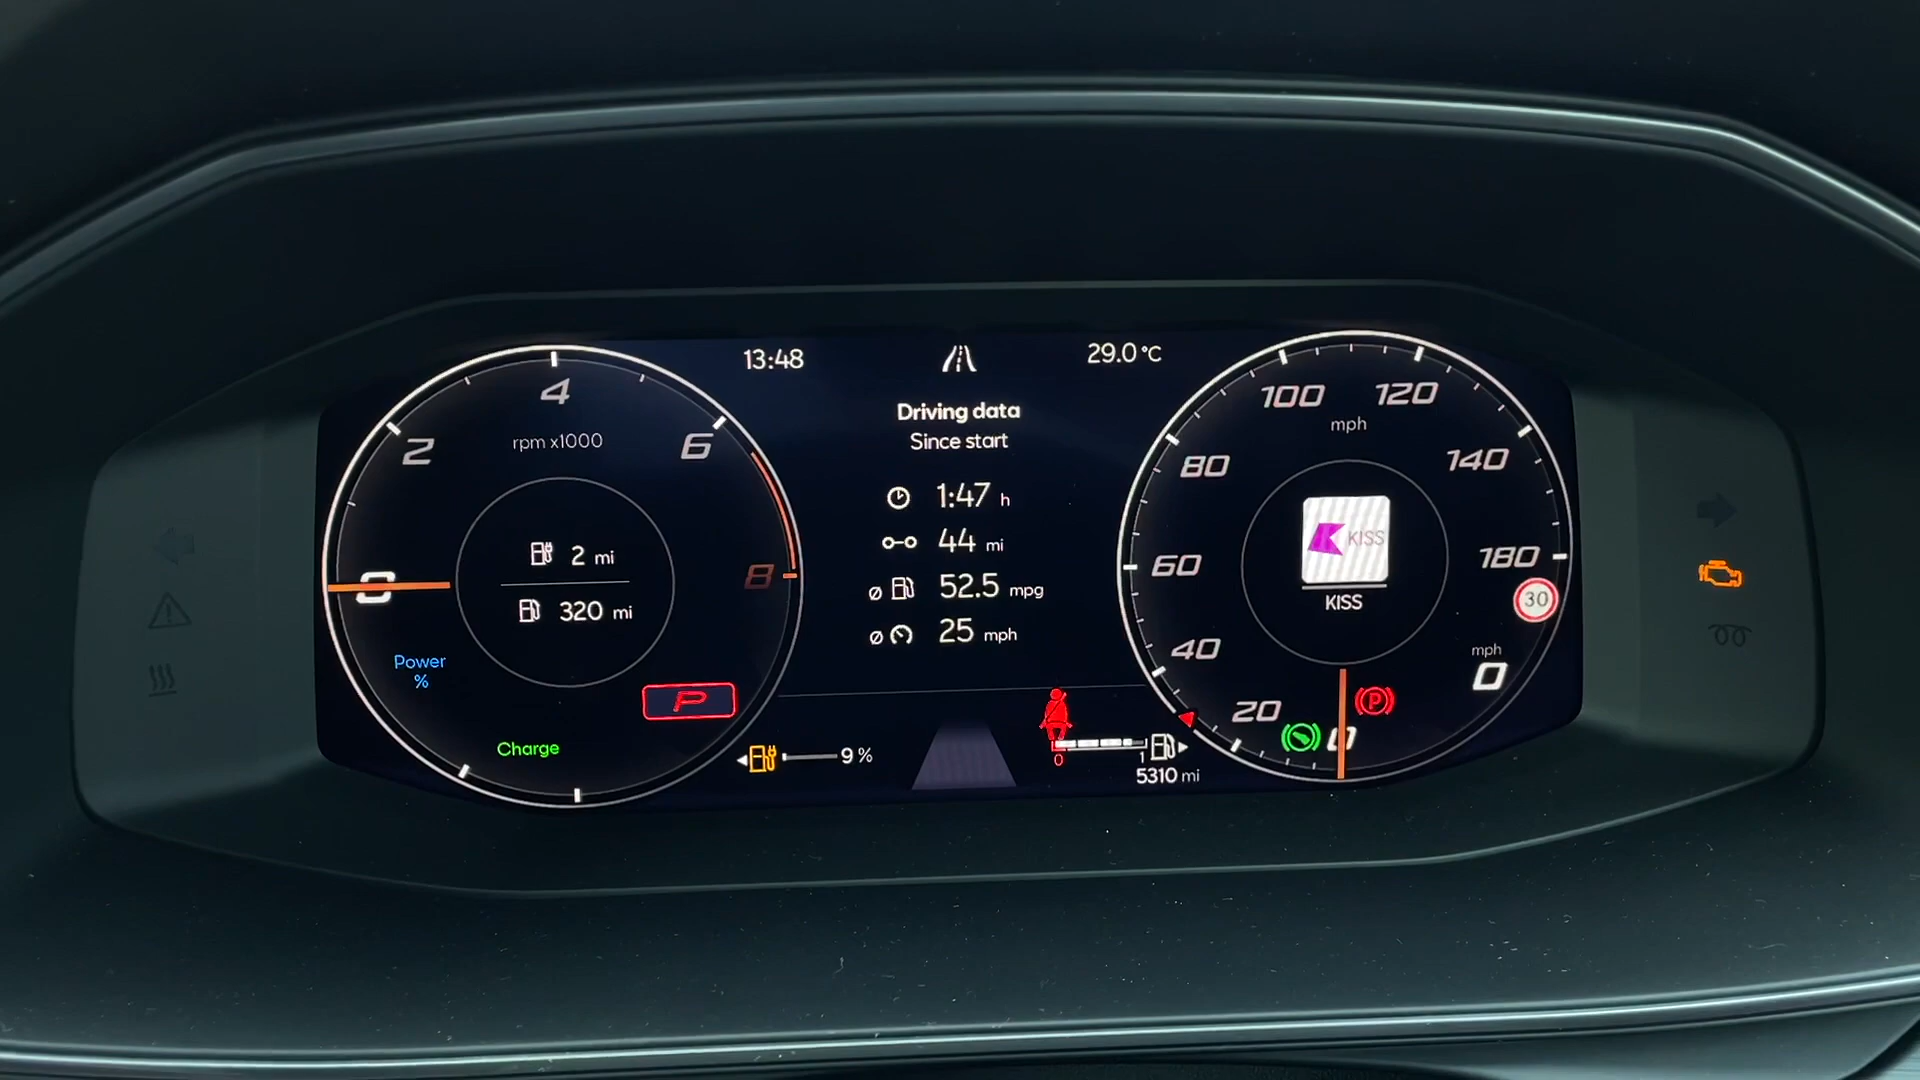 13:48
29.0 °C
Driving data
Since start
1:47 h
44 mi
ø 52.5 mpg
ø 25 mph
0
2
4
6
8
rpm x1000
2 mi
320 mi
Power
%
Charge
P
9 %
0
1
5310 mi
0
20
40
60
80
100
120
140
180
mph
KISS
KISS
30
mph
0
P